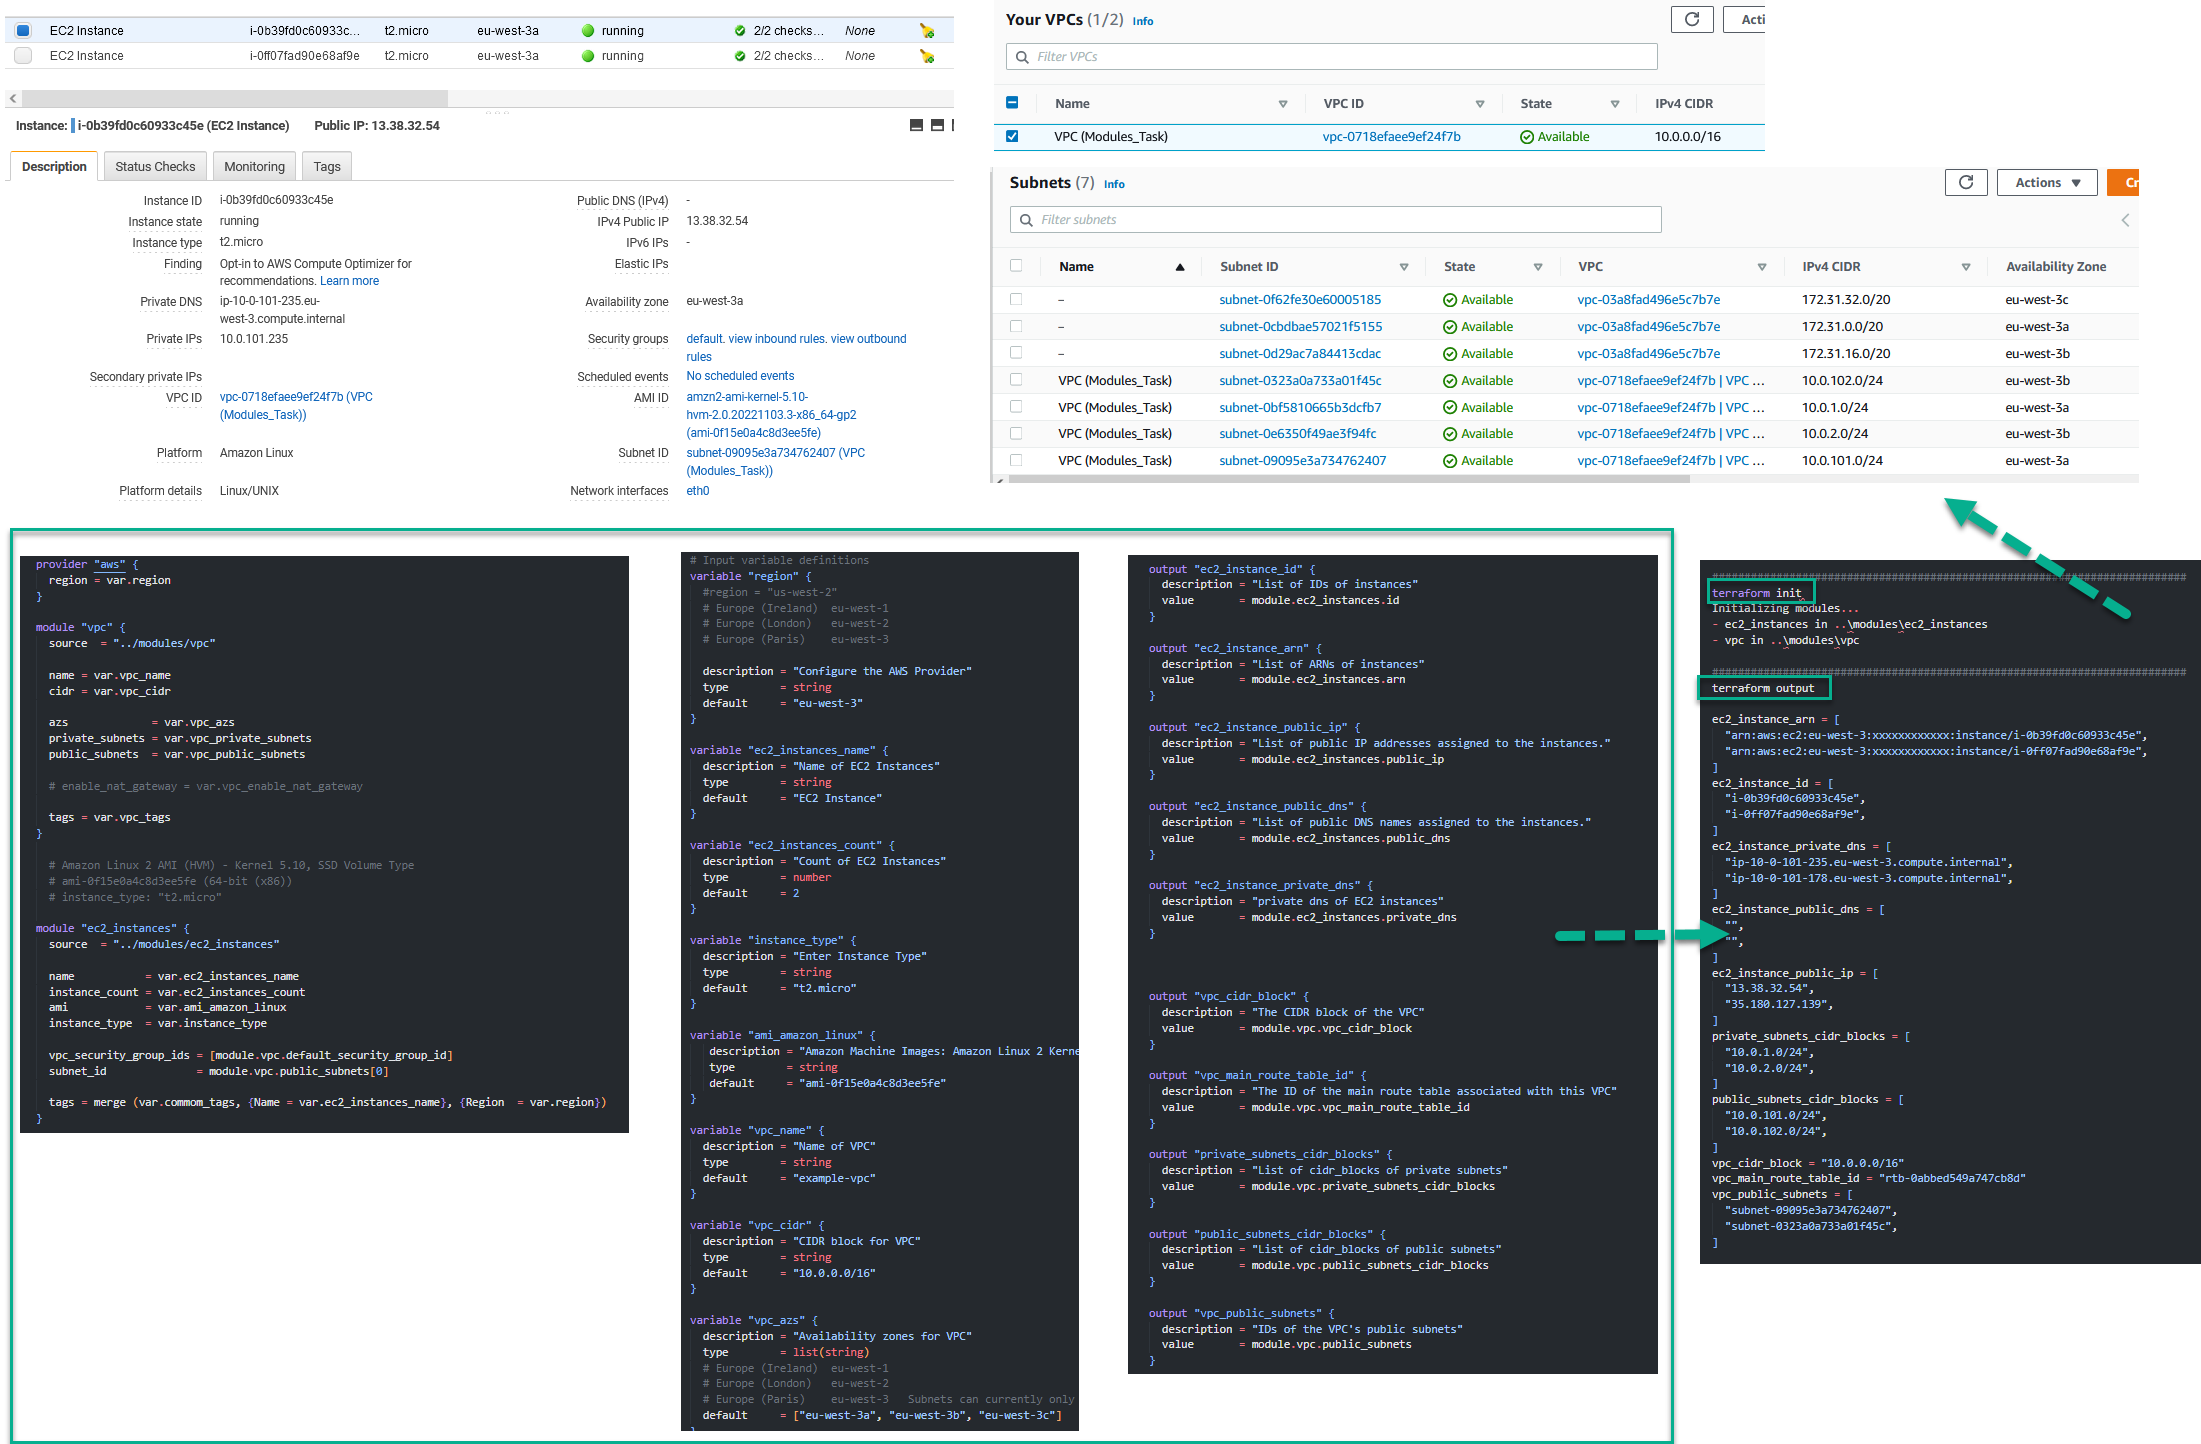 EC2 Instance i-0b39fd0c60933c... t2.micro eu-west-3a running 2/2 checks... None
EC2 Instance i-0ff07fad90e68af9e t2.micro eu-west-3a running 2/2 checks... None
Instance: i-0b39fd0c60933c45e (EC2 Instance) Public IP: 13.38.32.54
Description Status Checks Monitoring Tags
Instance ID i-0b39fd0c60933c45e Public DNS (IPv4) -
Instance state running IPv4 Public IP 13.38.32.54
Instance type t2.micro IPv6 IPs -
Finding Opt-in to AWS Compute Optimizer for Elastic IPs
recommendations. Learn more
Private DNS ip-10-0-101-235.eu- Availability zone eu-west-3a
west-3.compute.internal
Private IPs 10.0.101.235 Security groups default. view inbound rules. view outbound
rules
Secondary private IPs Scheduled events No scheduled events
VPC ID vpc-0718efaee9ef24f7b (VPC AMI ID amzn2-ami-kernel-5.10-
(Modules_Task)) hvm-2.0.20221103.3-x86_64-gp2
(ami-0f15e0a4c8d3ee5fe)
Platform Amazon Linux Subnet ID subnet-09095e3a734762407 (VPC
(Modules_Task))
Platform details Linux/UNIX Network interfaces eth0
Your VPCs (1/2) Info
Acti
Filter VPCs
Name VPC ID State IPv4 CIDR
VPC (Modules_Task) vpc-0718efaee9ef24f7b Available 10.0.0.0/16
Subnets (7) Info
Actions Cr
Filter subnets
Name Subnet ID State VPC IPv4 CIDR Availability Zone
– subnet-0f62fe30e60005185 Available vpc-03a8fad496e5c7b7e 172.31.32.0/20 eu-west-3c
– subnet-0cbdbae57021f5155 Available vpc-03a8fad496e5c7b7e 172.31.0.0/20 eu-west-3a
– subnet-0d29ac7a84413cdac Available vpc-03a8fad496e5c7b7e 172.31.16.0/20 eu-west-3b
VPC (Modules_Task) subnet-0323a0a733a01f45c Available vpc-0718efaee9ef24f7b | VPC ... 10.0.102.0/24 eu-west-3b
VPC (Modules_Task) subnet-0bf5810665b3dcfb7 Available vpc-0718efaee9ef24f7b | VPC ... 10.0.1.0/24 eu-west-3a
VPC (Modules_Task) subnet-0e6350f49ae3f94fc Available vpc-0718efaee9ef24f7b | VPC ... 10.0.2.0/24 eu-west-3b
VPC (Modules_Task) subnet-09095e3a734762407 Available vpc-0718efaee9ef24f7b | VPC ... 10.0.101.0/24 eu-west-3a
provider "aws" {
region = var.region
}
module "vpc" {
source = "../modules/vpc"
name = var.vpc_name
cidr = var.vpc_cidr
azs = var.vpc_azs
private_subnets = var.vpc_private_subnets
public_subnets = var.vpc_public_subnets
# enable_nat_gateway = var.vpc_enable_nat_gateway
tags = var.vpc_tags
}
# Amazon Linux 2 AMI (HVM) - Kernel 5.10, SSD Volume Type
# ami-0f15e0a4c8d3ee5fe (64-bit (x86))
# instance_type: "t2.micro"
module "ec2_instances" {
source = "../modules/ec2_instances"
name = var.ec2_instances_name
instance_count = var.ec2_instances_count
ami = var.ami_amazon_linux
instance_type = var.instance_type
vpc_security_group_ids = [module.vpc.default_security_group_id]
subnet_id = module.vpc.public_subnets[0]
tags = merge (var.commom_tags, {Name = var.ec2_instances_name}, {Region = var.region})
}
# Input variable definitions
variable "region" {
#region = "us-west-2"
# Europe (Ireland) eu-west-1
# Europe (London) eu-west-2
# Europe (Paris) eu-west-3
description = "Configure the AWS Provider"
type = string
default = "eu-west-3"
}
variable "ec2_instances_name" {
description = "Name of EC2 Instances"
type = string
default = "EC2 Instance"
}
variable "ec2_instances_count" {
description = "Count of EC2 Instances"
type = number
default = 2
}
variable "instance_type" {
description = "Enter Instance Type"
type = string
default = "t2.micro"
}
variable "ami_amazon_linux" {
description = "Amazon Machine Images: Amazon Linux 2 Kerne
type = string
default = "ami-0f15e0a4c8d3ee5fe"
}
variable "vpc_name" {
description = "Name of VPC"
type = string
default = "example-vpc"
}
variable "vpc_cidr" {
description = "CIDR block for VPC"
type = string
default = "10.0.0.0/16"
}
variable "vpc_azs" {
description = "Availability zones for VPC"
type = list(string)
# Europe (Ireland) eu-west-1
# Europe (London) eu-west-2
# Europe (Paris) eu-west-3 Subnets can currently only
default = ["eu-west-3a", "eu-west-3b", "eu-west-3c"]
output "ec2_instance_id" {
description = "List of IDs of instances"
value = module.ec2_instances.id
}
output "ec2_instance_arn" {
description = "List of ARNs of instances"
value = module.ec2_instances.arn
}
output "ec2_instance_public_ip" {
description = "List of public IP addresses assigned to the instances."
value = module.ec2_instances.public_ip
}
output "ec2_instance_public_dns" {
description = "List of public DNS names assigned to the instances."
value = module.ec2_instances.public_dns
}
output "ec2_instance_private_dns" {
description = "private dns of EC2 instances"
value = module.ec2_instances.private_dns
}
output "vpc_cidr_block" {
description = "The CIDR block of the VPC"
value = module.vpc.vpc_cidr_block
}
output "vpc_main_route_table_id" {
description = "The ID of the main route table associated with this VPC"
value = module.vpc.vpc_main_route_table_id
}
output "private_subnets_cidr_blocks" {
description = "List of cidr_blocks of private subnets"
value = module.vpc.private_subnets_cidr_blocks
}
output "public_subnets_cidr_blocks" {
description = "List of cidr_blocks of public subnets"
value = module.vpc.public_subnets_cidr_blocks
}
output "vpc_public_subnets" {
description = "IDs of the VPC's public subnets"
value = module.vpc.public_subnets
}
terraform init
Initializing modules...
- ec2_instances in ..\modules\ec2_instances
- vpc in ..\modules\vpc
terraform output
ec2_instance_arn = [
"arn:aws:ec2:eu-west-3:xxxxxxxxxxxx:instance/i-0b39fd0c60933c45e",
"arn:aws:ec2:eu-west-3:xxxxxxxxxxxx:instance/i-0ff07fad90e68af9e",
]
ec2_instance_id = [
"i-0b39fd0c60933c45e",
"i-0ff07fad90e68af9e",
]
ec2_instance_private_dns = [
"ip-10-0-101-235.eu-west-3.compute.internal",
"ip-10-0-101-178.eu-west-3.compute.internal",
]
ec2_instance_public_dns = [
"",
"",
]
ec2_instance_public_ip = [
"13.38.32.54",
"35.180.127.139",
]
private_subnets_cidr_blocks = [
"10.0.1.0/24",
"10.0.2.0/24",
]
public_subnets_cidr_blocks = [
"10.0.101.0/24",
"10.0.102.0/24",
]
vpc_cidr_block = "10.0.0.0/16"
vpc_main_route_table_id = "rtb-0abbed549a747cb8d"
vpc_public_subnets = [
"subnet-09095e3a734762407",
"subnet-0323a0a733a01f45c",
]